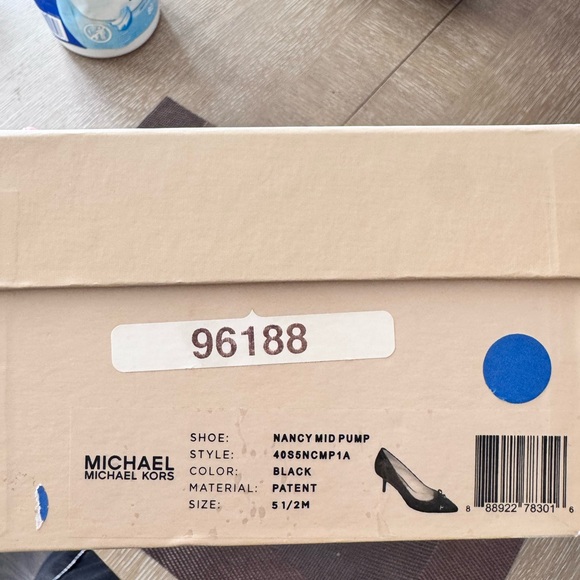 96188
MICHAEL
MICHAEL KORS
SHOE: NANCY MID PUMP
STYLE: 40S5NCMP1A
COLOR: BLACK
MATERIAL: PATENT
SIZE: 5 1/2M
8 88922 78301 6